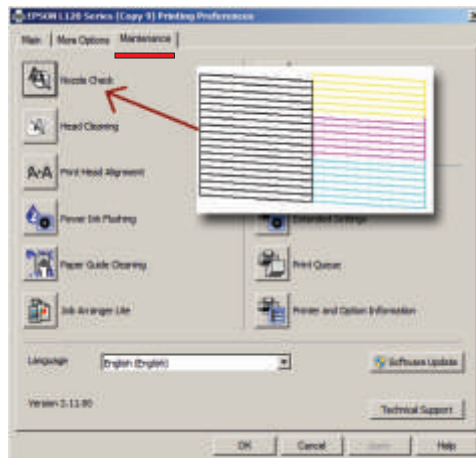 EPSON L120 Series (Copy 9) Printing Preferences
Main
More Options
Maintenance
Nozzle Check
Head Cleaning
Print Head Alignment
Power Ink Flushing
Extended Settings
Paper Guide Cleaning
Print Queue
Job Arranger Lite
Printer and Option Information
Language
English (English)
Software Update
Version 2.11.00
Technical Support
OK
Cancel
Apply
Help